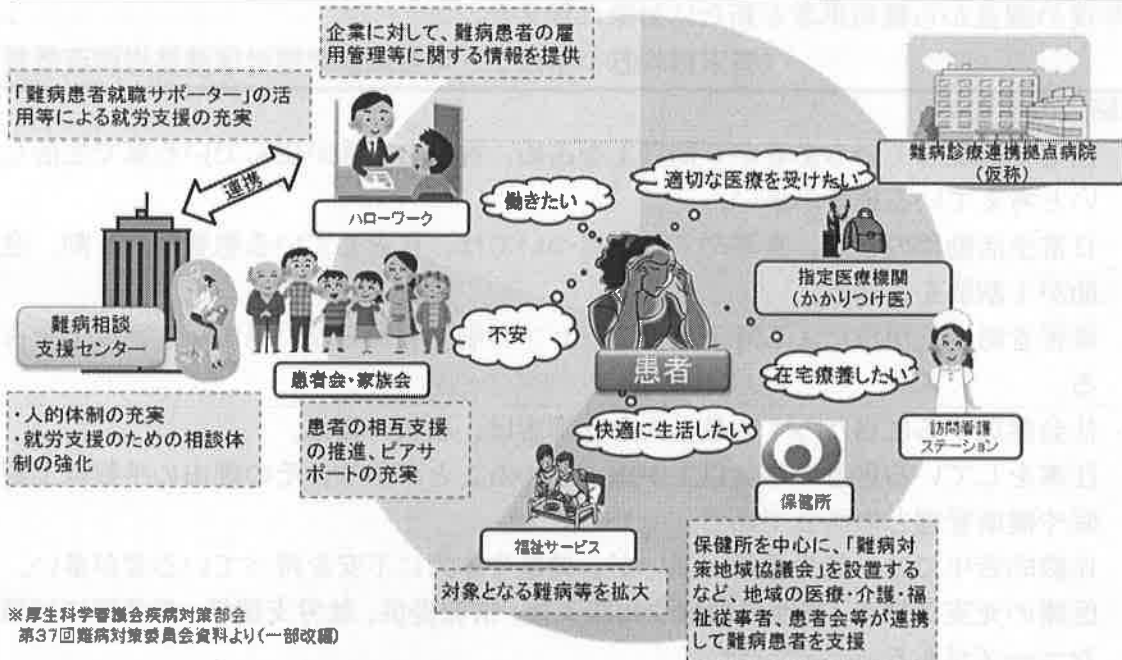 企業に対して、難病患者の雇
用管理等に関する情報を提供
「難病患者就職サポーター」の活
用等による就労支援の充実
連携
ハローワーク
働きたい
適切な医療を受けたい
難病診療連携拠点病院
(仮称)
指定医療機関
(かかりつけ医)
難病相談
支援センター
患者会・家族会
不安
患者
在宅療養したい
訪問看護
ステーション
・人的体制の充実
・就労支援のための相談体
制の強化
患者の相互支援
の推進、ピアサ
ポートの充実
快適に生活したい
保健所
福祉サービス
対象となる難病等を拡大
保健所を中心に、「難病対
策地域協議会」を設置する
など、地域の医療・介護・福
祉従事者、患者会等が連携
して難病患者を支援
※厚生科学審議会疾病対策部会
第37回難病対策委員会資料より(一部改編)